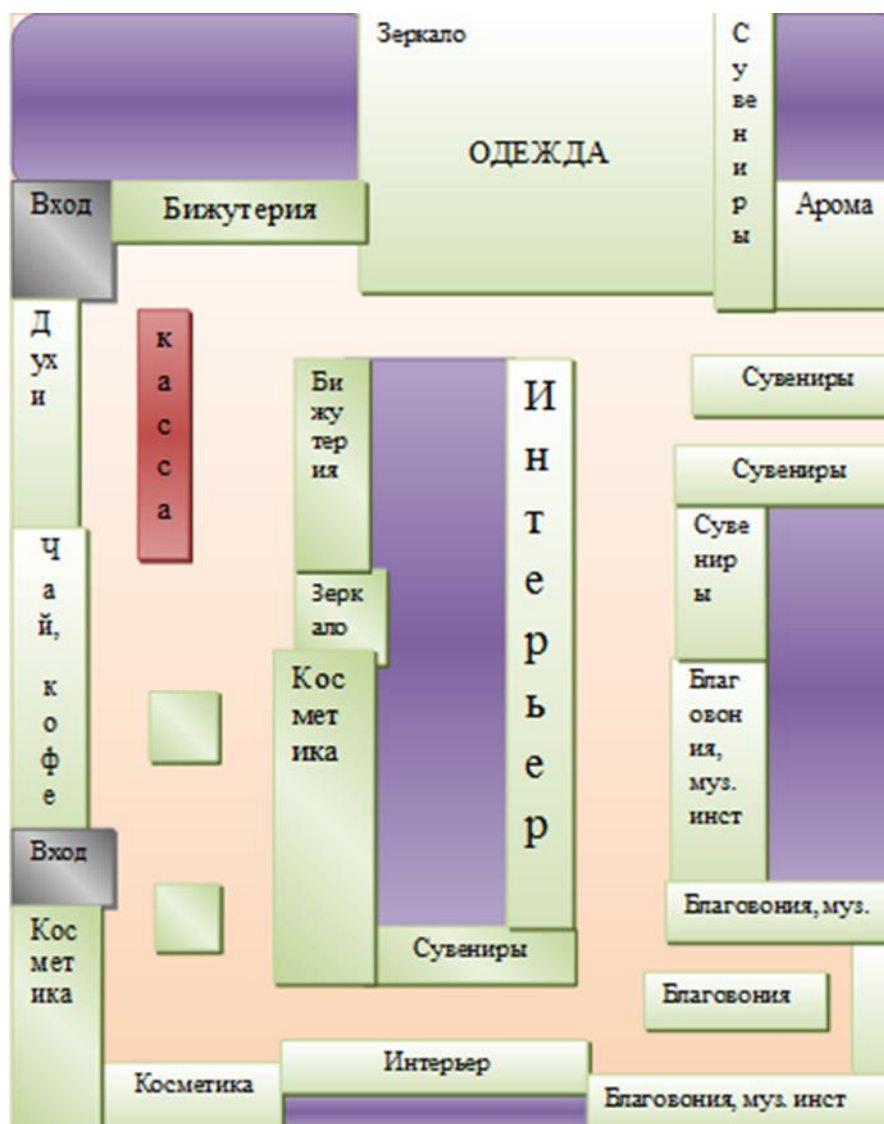 Зеркало
ОДЕЖДА
С
У
ве
н
и
р
ы
Арома
Вход
Бижутерия
Д
ух
и
к
а
с
с
а
Би
жу
тер
ия
И
н
т
е
р
ь
е
р
Сувениры
Сувениры
Суве
нир
ы
Ч
а
й,
к
о
ф
е
Зерк
ало
Кос
мет
ика
Благ
овон
ия,
муз.
инст
Вход
Благовония, муз.
Кос
мет
ика
Сувениры
Благовония
Косметика
Интерьер
Благовония, муз. инст